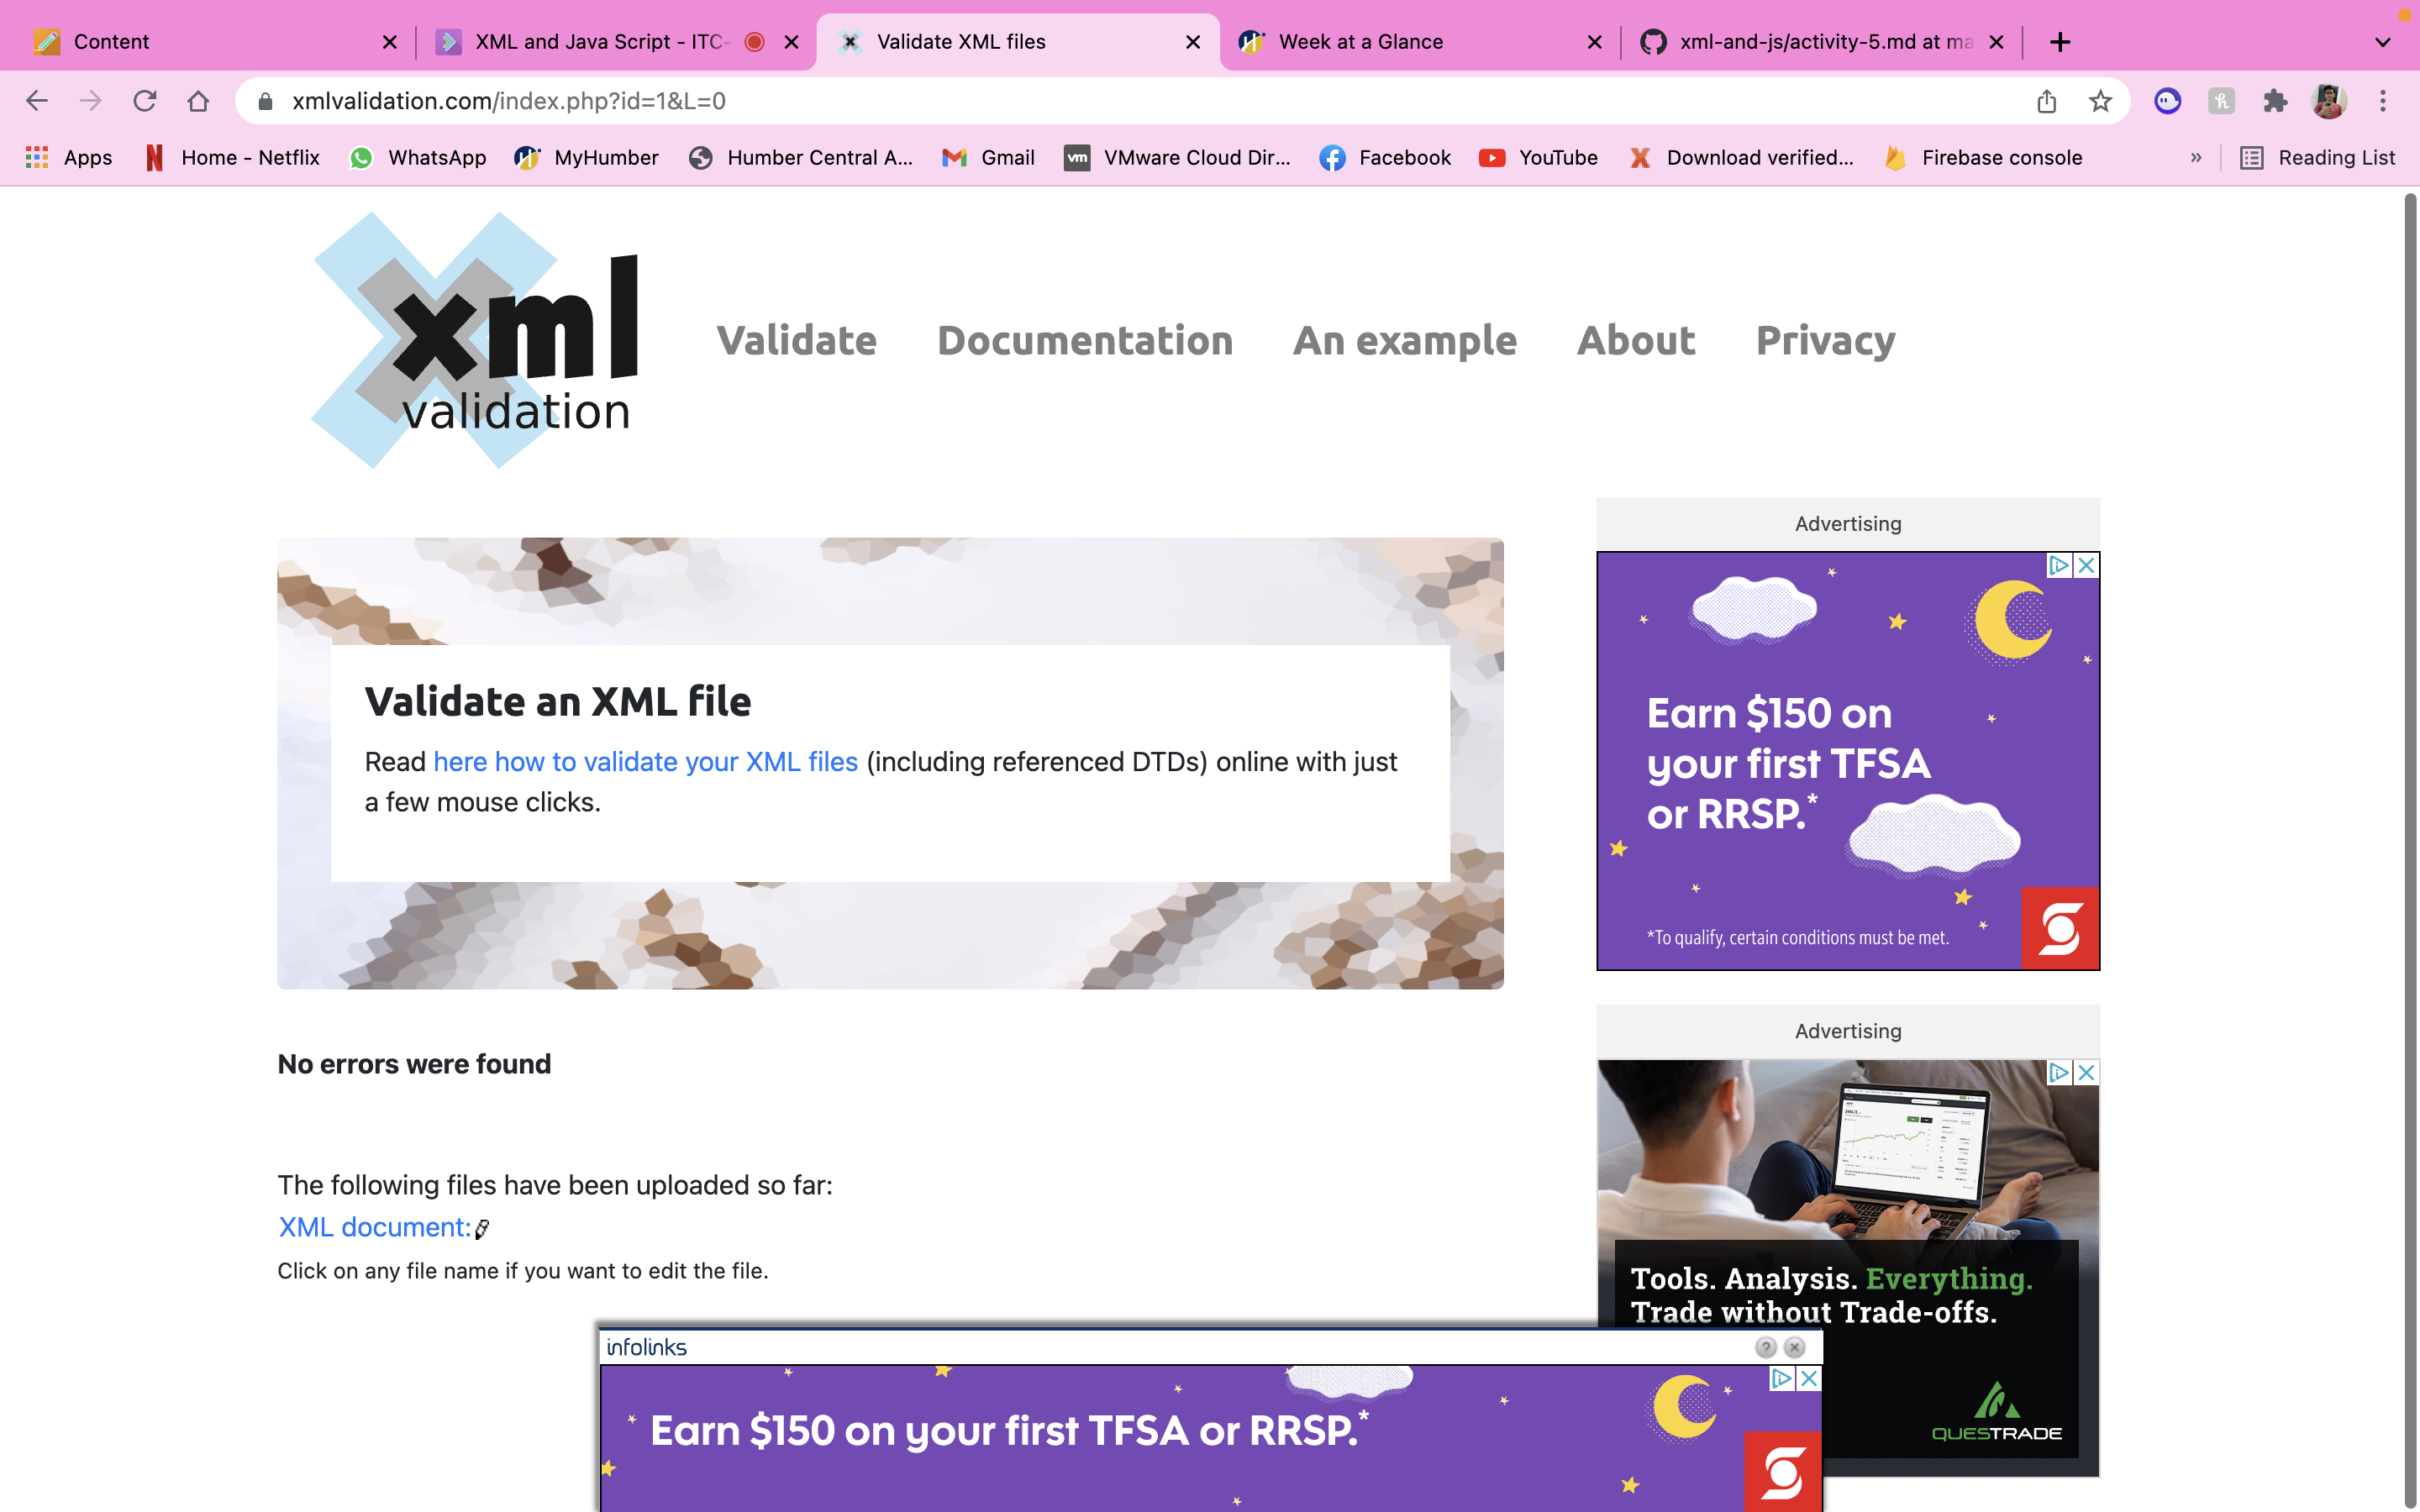 Content
XML and Java Script - ITC-
Validate XML files
Week at a Glance
xml-and-js/activity-5.md at ma
xmlvalidation.com/index.php?id=1&L=0
Apps
Home - Netflix
WhatsApp
MyHumber
Humber Central A...
Gmail
vm
VMware Cloud Dir...
Facebook
YouTube
Download verified...
Firebase console
»
Reading List
xml
validation
Validate
Documentation
An example
About
Privacy
Validate an XML file
Read here how to validate your XML files (including referenced DTDs) online with just
a few mouse clicks.
No errors were found
The following files have been uploaded so far:
XML document:
Click on any file name if you want to edit the file.
Advertising
Earn $150 on
your first TFSA
or RRSP.*
*To qualify, certain conditions must be met.
Advertising
Tools. Analysis. Everything.
Trade without Trade-offs.
QUESTRADE
infolinks
Earn $150 on your first TFSA or RRSP.*